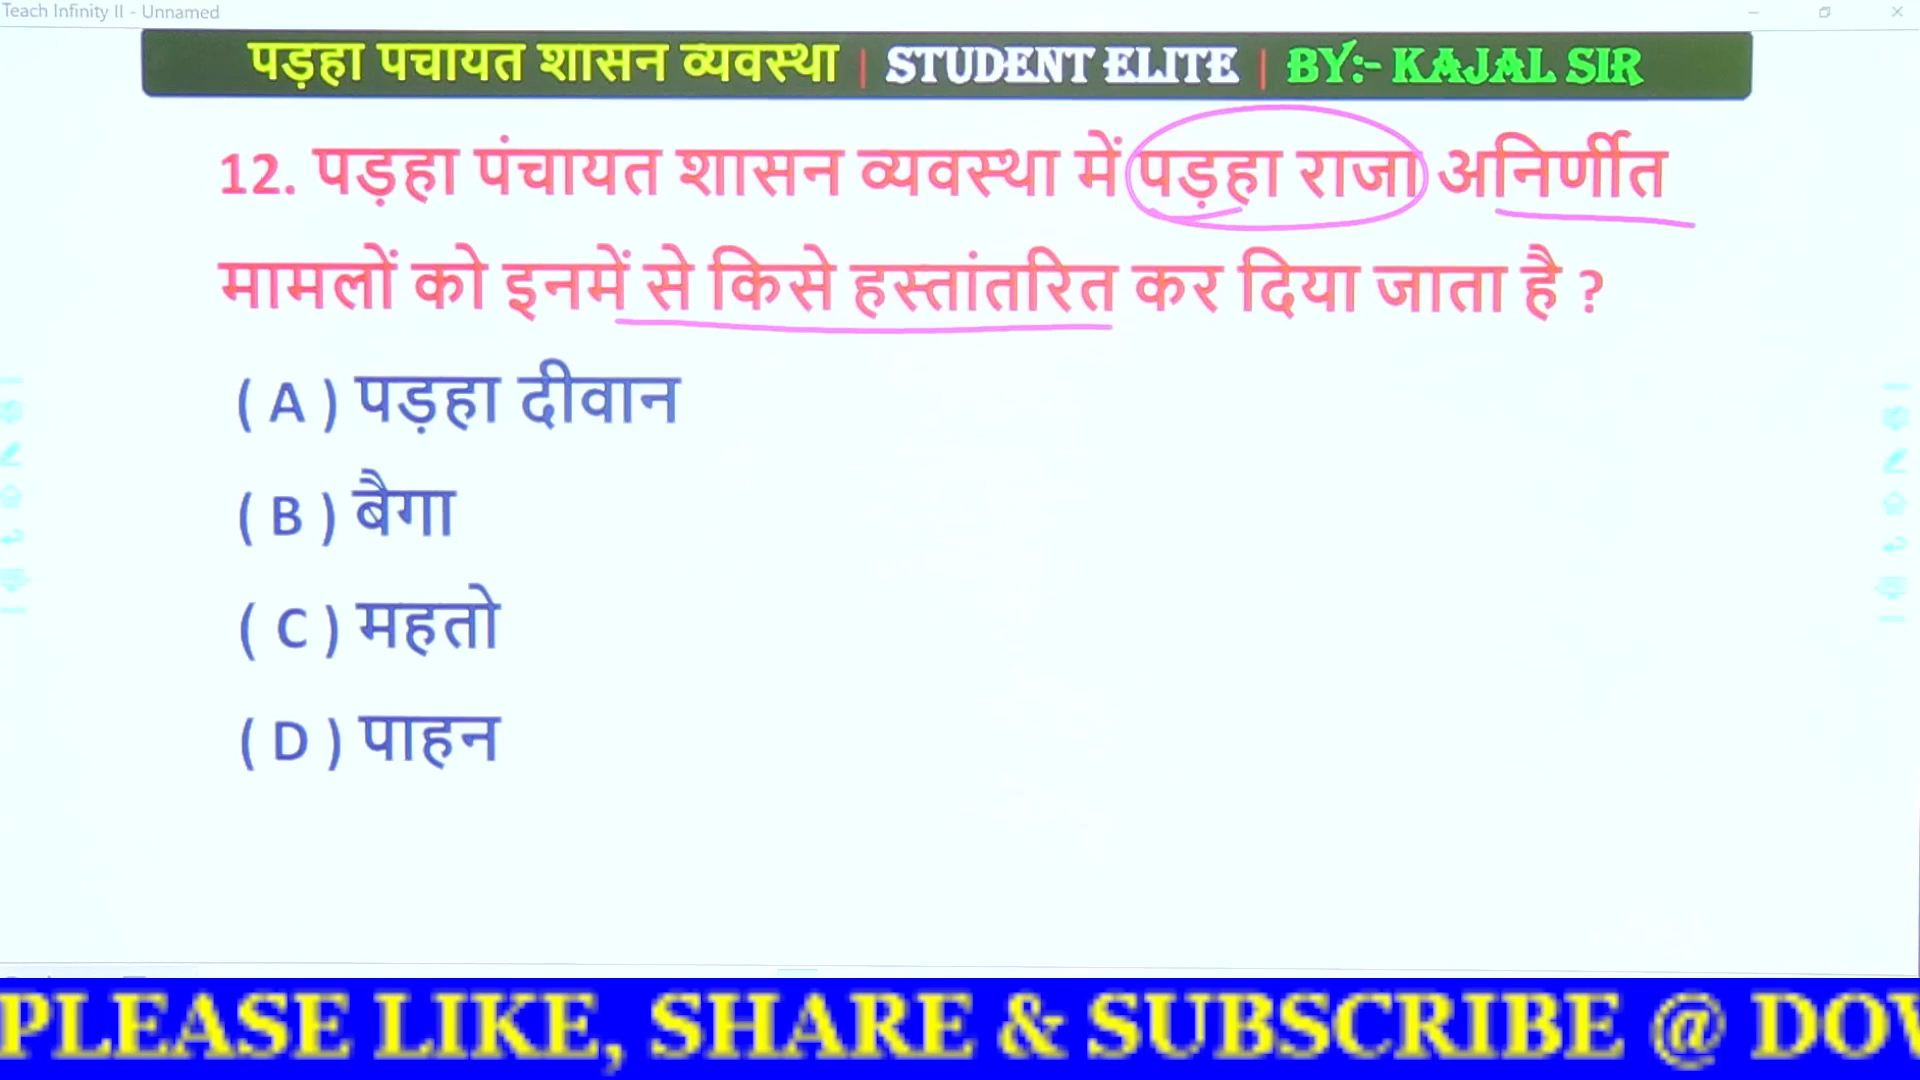 Teach Infinity II - Unnamed
पड़हा पचायत शासन व्यवस्था | STUDENT ELITE | BY:- KAJAL SIR
12. पड़हा पंचायत शासन व्यवस्था में पड़हा राजा अनिर्णीत
मामलों को इनमें से किसे हस्तांतरित कर दिया जाता है ?
( A ) पड़हा दीवान
( B ) बैगा
( C ) महतो
( D ) पाहन
PLEASE LIKE, SHARE & SUBSCRIBE @